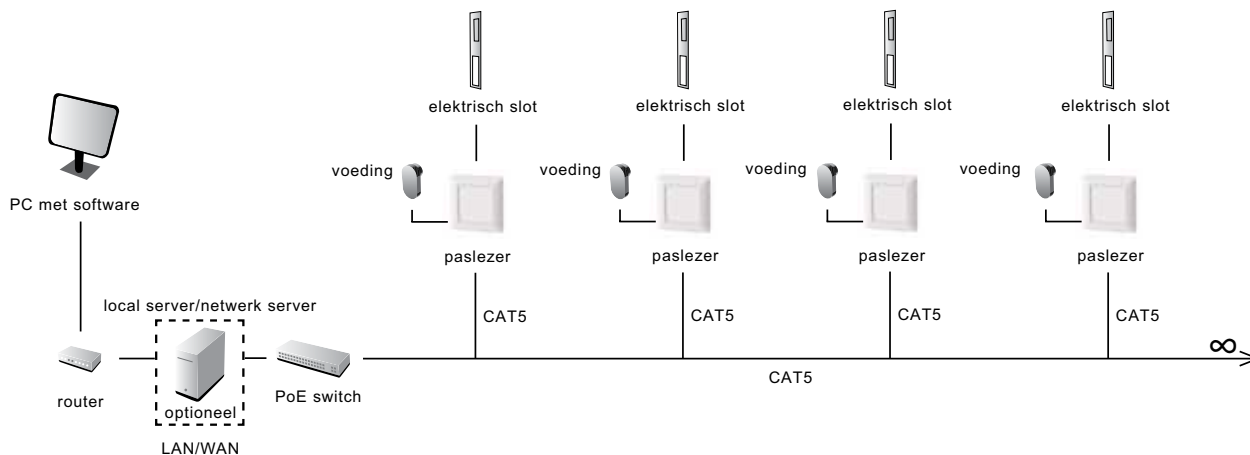 elektrisch slot
elektrisch slot
elektrisch slot
elektrisch slot
voeding
voeding
voeding
voeding
PC met software
paslezer
paslezer
paslezer
paslezer
local server/netwerk server
CAT5
CAT5
CAT5
CAT5
∞
CAT5
router
optioneel
PoE switch
LAN/WAN